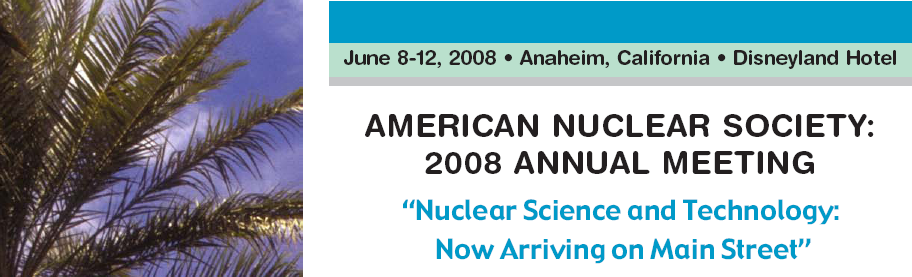 June 8-12, 2008 • Anaheim, California • Disneyland Hotel
AMERICAN NUCLEAR SOCIETY:
2008 ANNUAL MEETING
“Nuclear Science and Technology:
Now Arriving on Main Street”